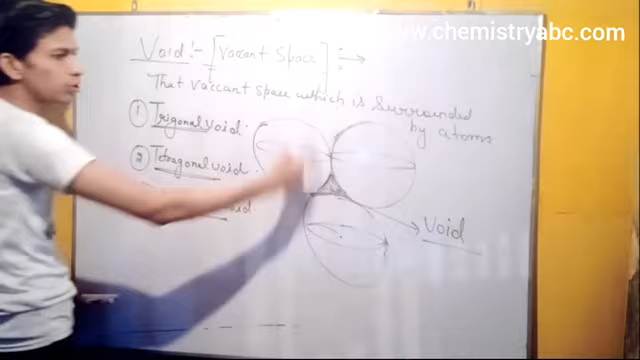 www.chemistryabc.com
Void :- [Vaccant Space] :- →
That vaccant space which is surrounded
by atoms
① Trigonal void.
② Tetragonal void.
void